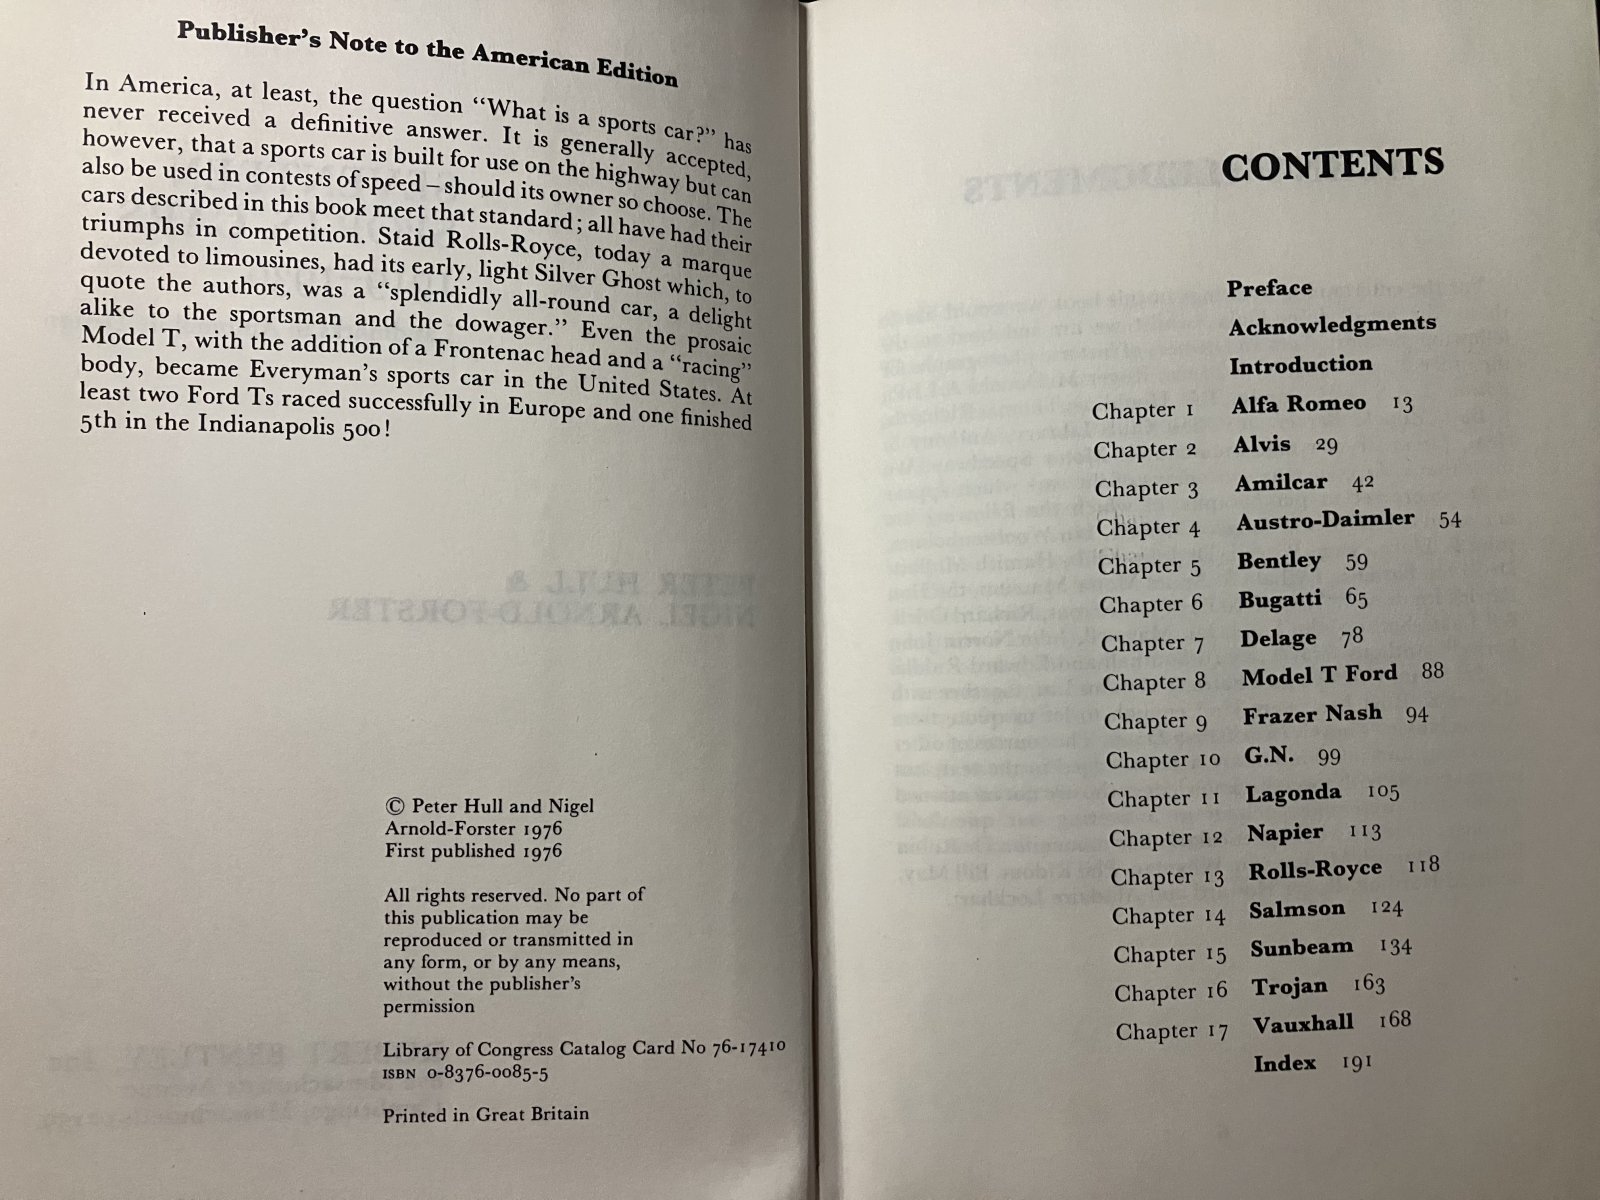 Publisher's Note to the American Edition
In America, at least, the question “What is a sports car?” has
never received a definitive answer. It is generally accepted,
however, that a sports car is built for use on the highway but can
also be used in contests of speed – should its owner so choose. The
cars described in this book meet that standard; all have had their
triumphs in competition. Staid Rolls-Royce, today a marque
devoted to limousines, had its early, light Silver Ghost which, to
quote the authors, was a “splendidly all-round car, a delight
alike to the sportsman and the dowager.” Even the prosaic
Model T, with the addition of a Frontenac head and a “racing”
body, became Everyman's sports car in the United States. At
least two Ford Ts raced successfully in Europe and one finished
5th in the Indianapolis 500!
PETER HULL &
NIGEL ARNOLD-FORSTER
© Peter Hull and Nigel
Arnold-Forster 1976
First published 1976
All rights reserved. No part of
this publication may be
reproduced or transmitted in
any form, or by any means,
without the publisher's
permission
Library of Congress Catalog Card No 76-17410
ISBN 0-8376-0085-5
Printed in Great Britain
CONTENTS
Preface
Acknowledgments
Introduction
Chapter 1 Alfa Romeo 13
Chapter 2 Alvis 29
Chapter 3 Amilcar 42
Chapter 4 Austro-Daimler 54
Chapter 5 Bentley 59
Chapter 6 Bugatti 65
Chapter 7 Delage 78
Chapter 8 Model T Ford 88
Chapter 9 Frazer Nash 94
Chapter 10 G.N. 99
Chapter 11 Lagonda 105
Chapter 12 Napier 113
Chapter 13 Rolls-Royce 118
Chapter 14 Salmson 124
Chapter 15 Sunbeam 134
Chapter 16 Trojan 163
Chapter 17 Vauxhall 168
Index 191